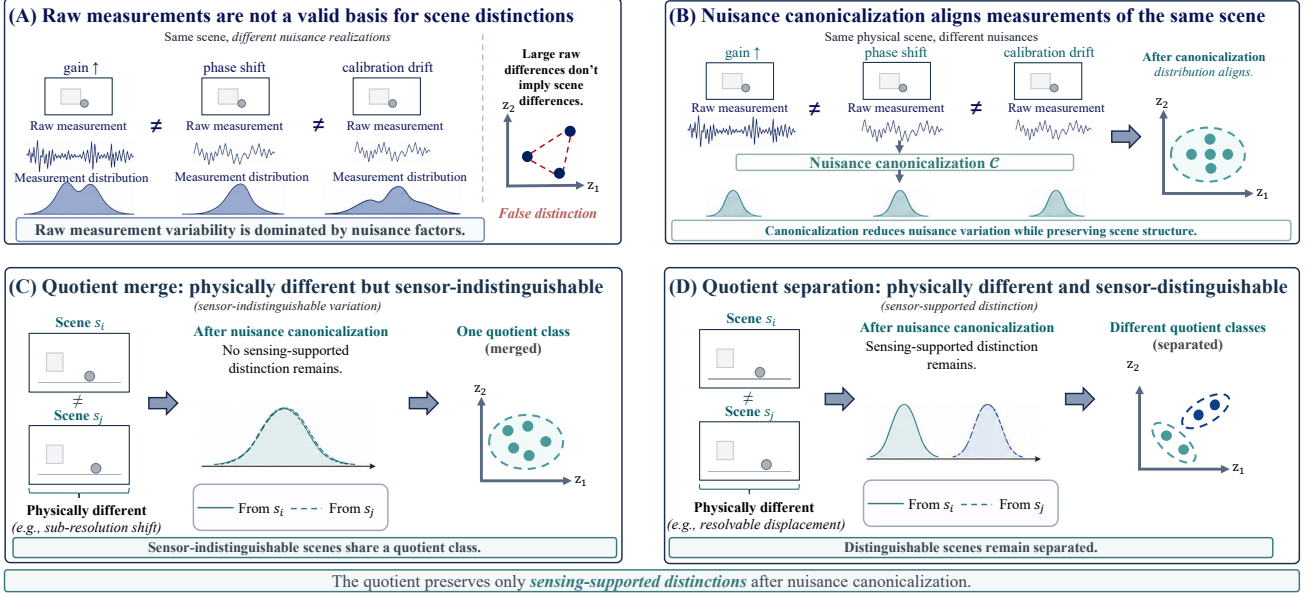 (A) Raw measurements are not a valid basis for scene distinctions
Same scene, different nuisance realizations
gain ↑
phase shift
calibration drift
Raw measurement
≠
Raw measurement
≠
Raw measurement
Measurement distribution
Measurement distribution
Measurement distribution
Raw measurement variability is dominated by nuisance factors.
Large raw
differences don't
imply scene
differences.
z₂
z₁
False distinction
(B) Nuisance canonicalization aligns measurements of the same scene
Same physical scene, different nuisances
gain ↑
phase shift
calibration drift
Raw measurement
≠
Raw measurement
≠
Raw measurement
Nuisance canonicalization 𝒞
After canonicalization
distribution aligns.
z₂
z₁
Canonicalization reduces nuisance variation while preserving scene structure.
(C) Quotient merge: physically different but sensor-indistinguishable
(sensor-indistinguishable variation)
Scene sᵢ
≠
Scene sⱼ
Physically different
(e.g., sub-resolution shift)
After nuisance canonicalization
No sensing-supported
distinction remains.
From sᵢ From sⱼ
One quotient class
(merged)
z₂
z₁
Sensor-indistinguishable scenes share a quotient class.
(D) Quotient separation: physically different and sensor-distinguishable
(sensor-supported distinction)
Scene sᵢ
≠
Scene sⱼ
Physically different
(e.g., resolvable displacement)
After nuisance canonicalization
Sensing-supported distinction
remains.
From sᵢ From sⱼ
Different quotient classes
(separated)
z₂
z₁
Distinguishable scenes remain separated.
The quotient preserves only sensing-supported distinctions after nuisance canonicalization.